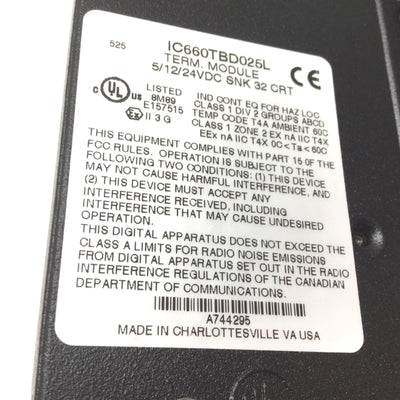 525
IC660TBD025L
TERM. MODULE
5/12/24VDC SNK 32 CRT
C UL US LISTED IND CONT EQ FOR HAZ LOC
8M89 CLASS 1 DIV 2 GROUPS ABCD
E157515 TEMP CODE T4A AMBIENT 60C
Ex II 3 G CLASS 1 ZONE 2 EX nA IIC T4X
EEx nA IIC T4X 0C<Ta<60C
THIS EQUIPMENT COMPLIES WITH PART 15 OF THE
FCC RULES. OPERATION IS SUBJECT TO THE
FOLLOWING TWO CONDITIONS: (1) THIS DEVICE
MAY NOT CAUSE HARMFUL INTERFERENCE, AND
(2) THIS DEVICE MUST ACCEPT ANY
INTERFERENCE RECEIVED, INCLUDING
INTERFERENCE THAT MAY CAUSE UNDESIRED
OPERATION.
THIS DIGITAL APPARATUS DOES NOT EXCEED THE
CLASS A LIMITS FOR RADIO NOISE EMISSIONS
FROM DIGITAL APPARATUS SET OUT IN THE RADIO
INTERFERENCE REGULATIONS OF THE CANADIAN
DEPARTMENT OF COMMUNICATIONS.
A744295
MADE IN CHARLOTTESVILLE VA USA